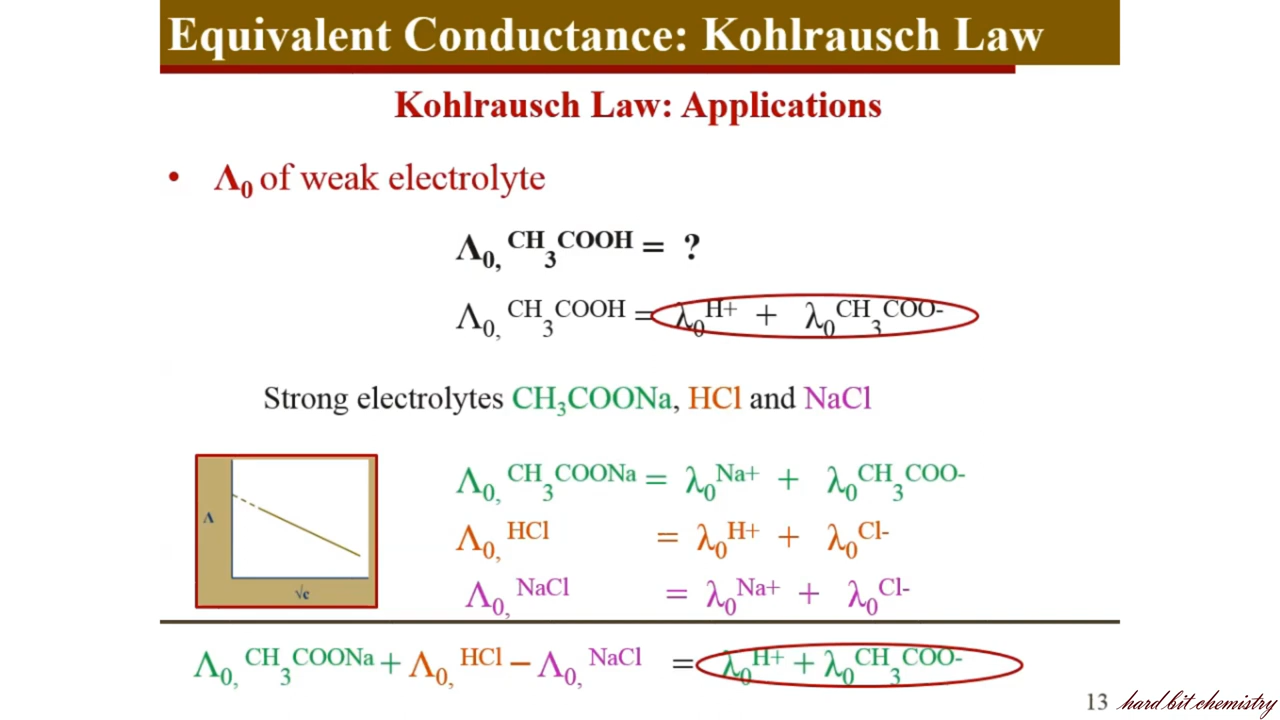 Equivalent Conductance: Kohlrausch Law
Kohlrausch Law: Applications
• Λ₀ of weak electrolyte
Λ₀, ᶜᴴ₃ᶜᴼᴼᴴ = ?
Λ₀, CH₃COOH = λ₀H+ + λ₀CH₃COO-
Strong electrolytes CH₃COONa, HCl and NaCl
Λ₀, CH₃COONa = λ₀Na+ + λ₀CH₃COO-
Λ₀, HCl = λ₀H+ + λ₀Cl-
Λ₀, NaCl = λ₀Na+ + λ₀Cl-
Λ
√c
Λ₀, CH₃COONa + Λ₀, HCl – Λ₀, NaCl = λ₀H+ + λ₀CH₃COO-
13 hard bit chemistry